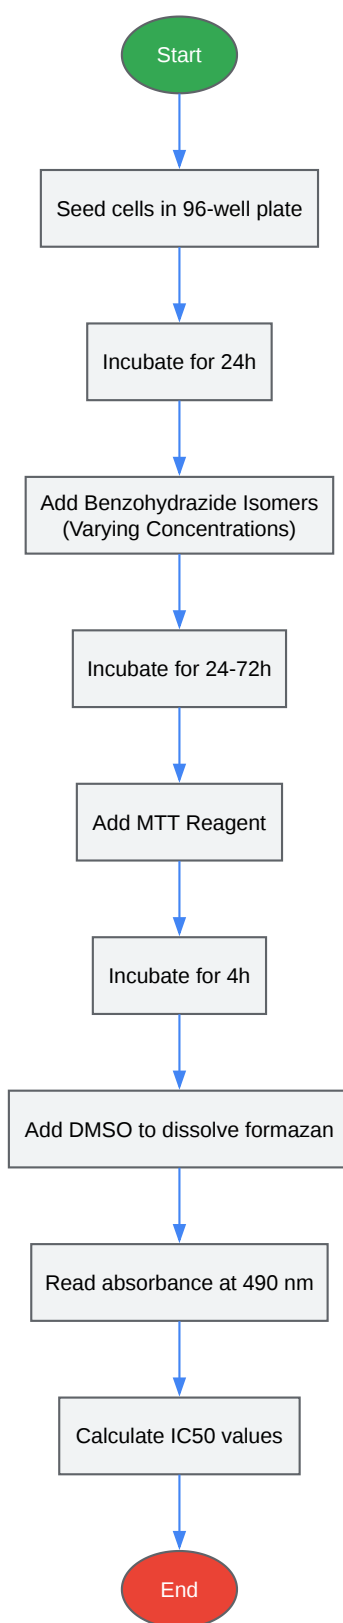 Start
Seed cells in 96-well plate
Incubate for 24h
Add Benzohydrazide Isomers
(Varying Concentrations)
Incubate for 24-72h
Add MTT Reagent
Incubate for 4h
Add DMSO to dissolve formazan
Read absorbance at 490 nm
Calculate IC50 values
End